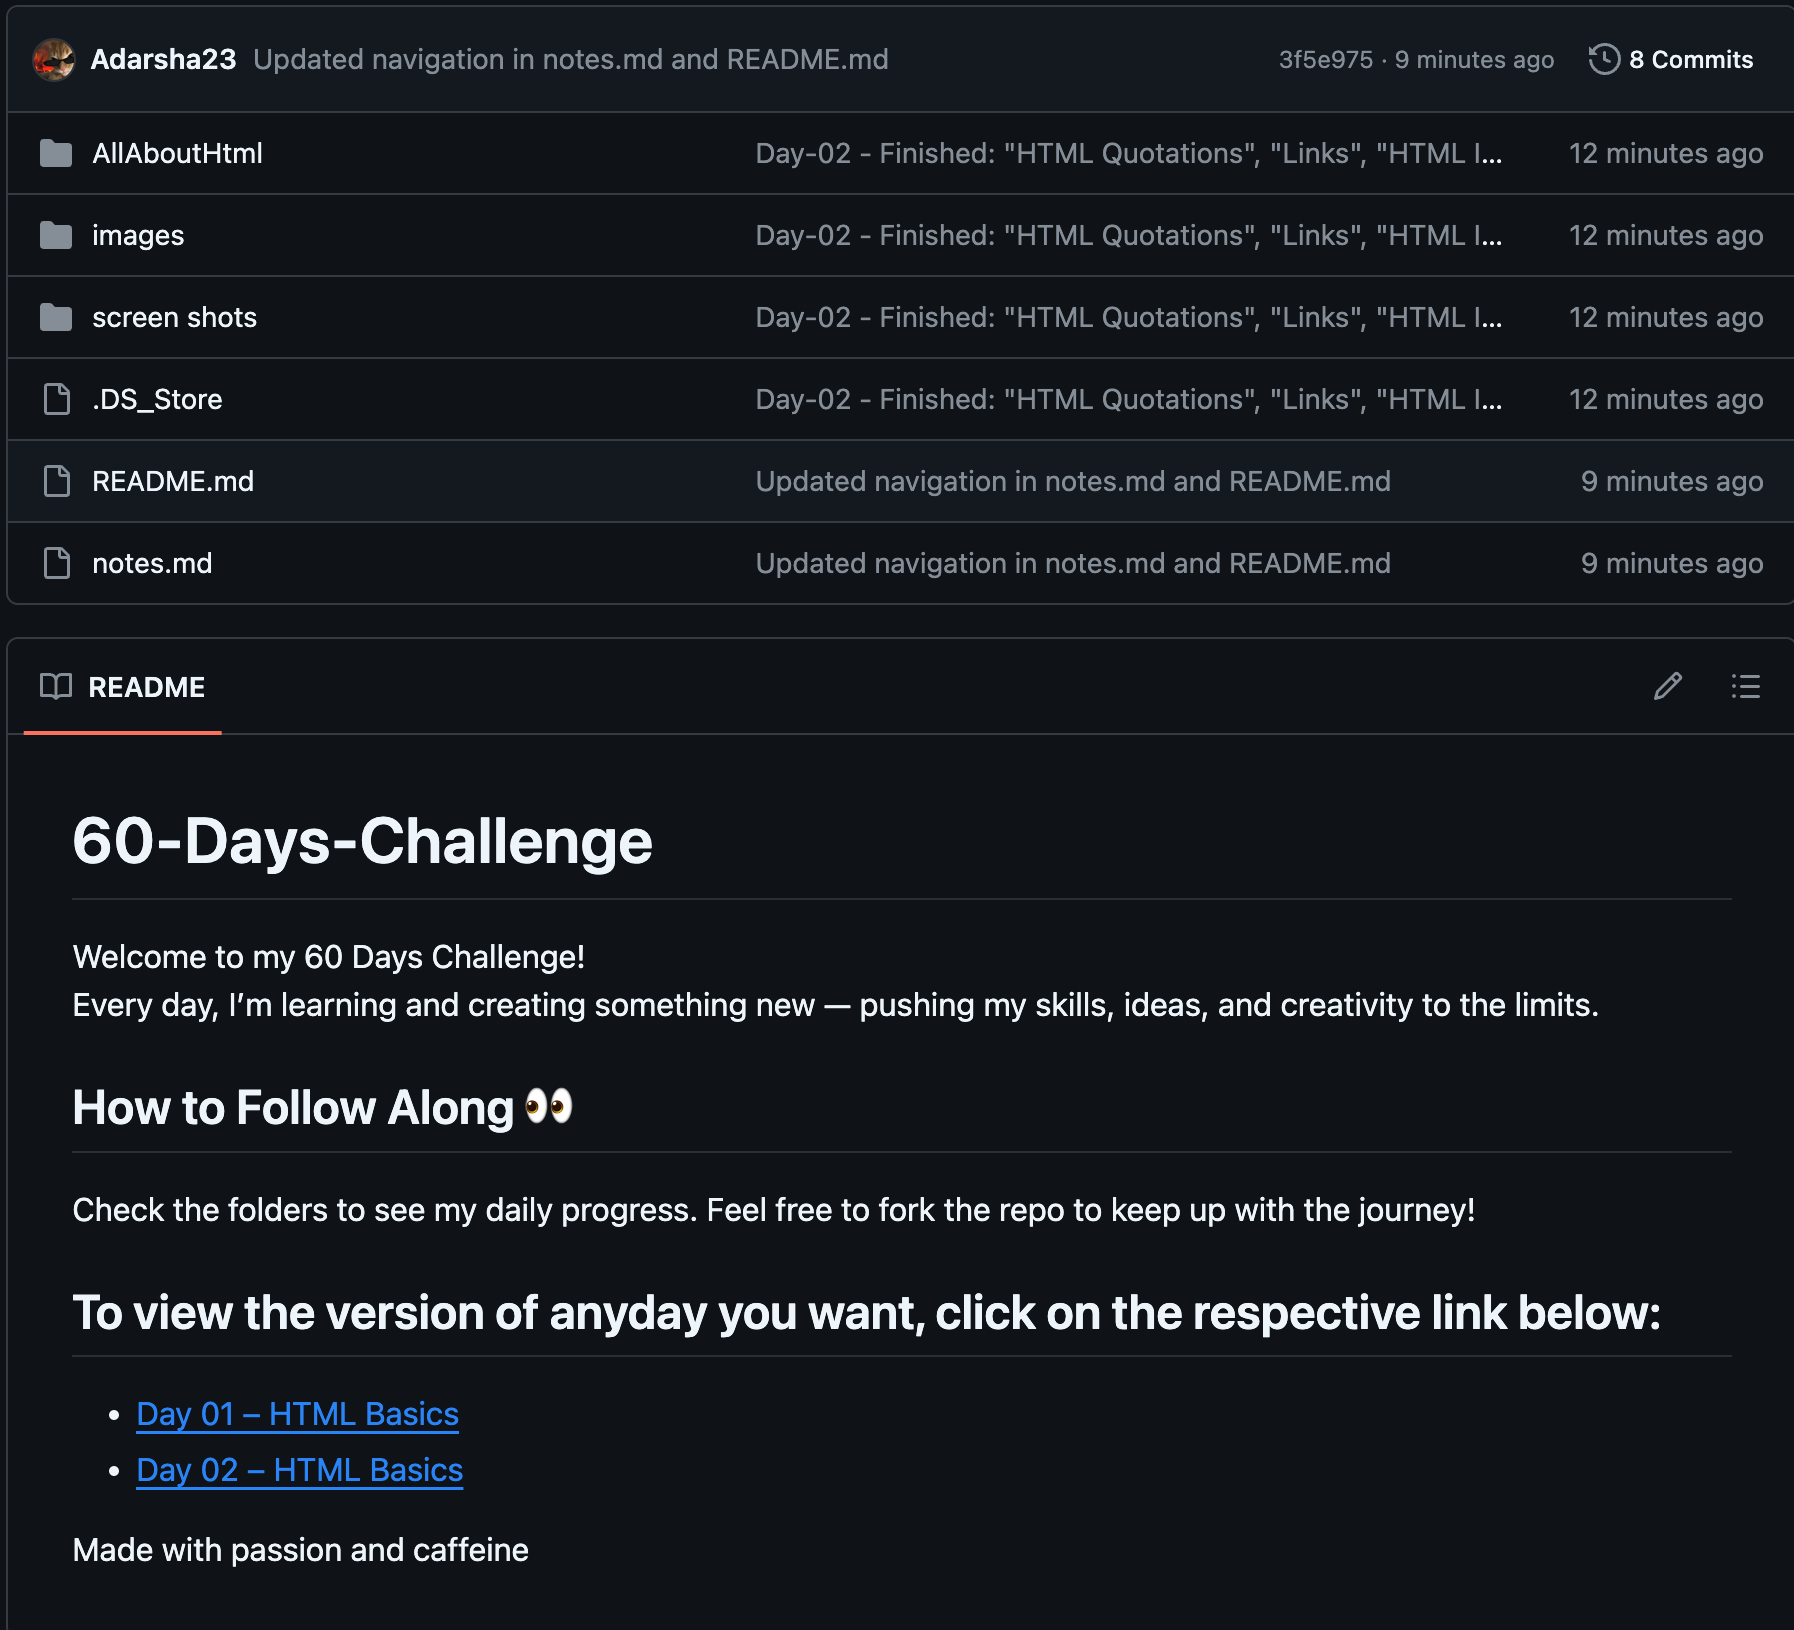 Adarsha23 Updated navigation in notes.md and README.md 3f5e975 · 9 minutes ago 8 Commits
AllAboutHtml Day-02 - Finished: "HTML Quotations", "Links", "HTML I... 12 minutes ago
images Day-02 - Finished: "HTML Quotations", "Links", "HTML I... 12 minutes ago
screen shots Day-02 - Finished: "HTML Quotations", "Links", "HTML I... 12 minutes ago
.DS_Store Day-02 - Finished: "HTML Quotations", "Links", "HTML I... 12 minutes ago
README.md Updated navigation in notes.md and README.md 9 minutes ago
notes.md Updated navigation in notes.md and README.md 9 minutes ago
README
60-Days-Challenge
Welcome to my 60 Days Challenge!
Every day, I’m learning and creating something new — pushing my skills, ideas, and creativity to the limits.
How to Follow Along 👀
Check the folders to see my daily progress. Feel free to fork the repo to keep up with the journey!
To view the version of anyday you want, click on the respective link below:
• Day 01 – HTML Basics
• Day 02 – HTML Basics
Made with passion and caffeine